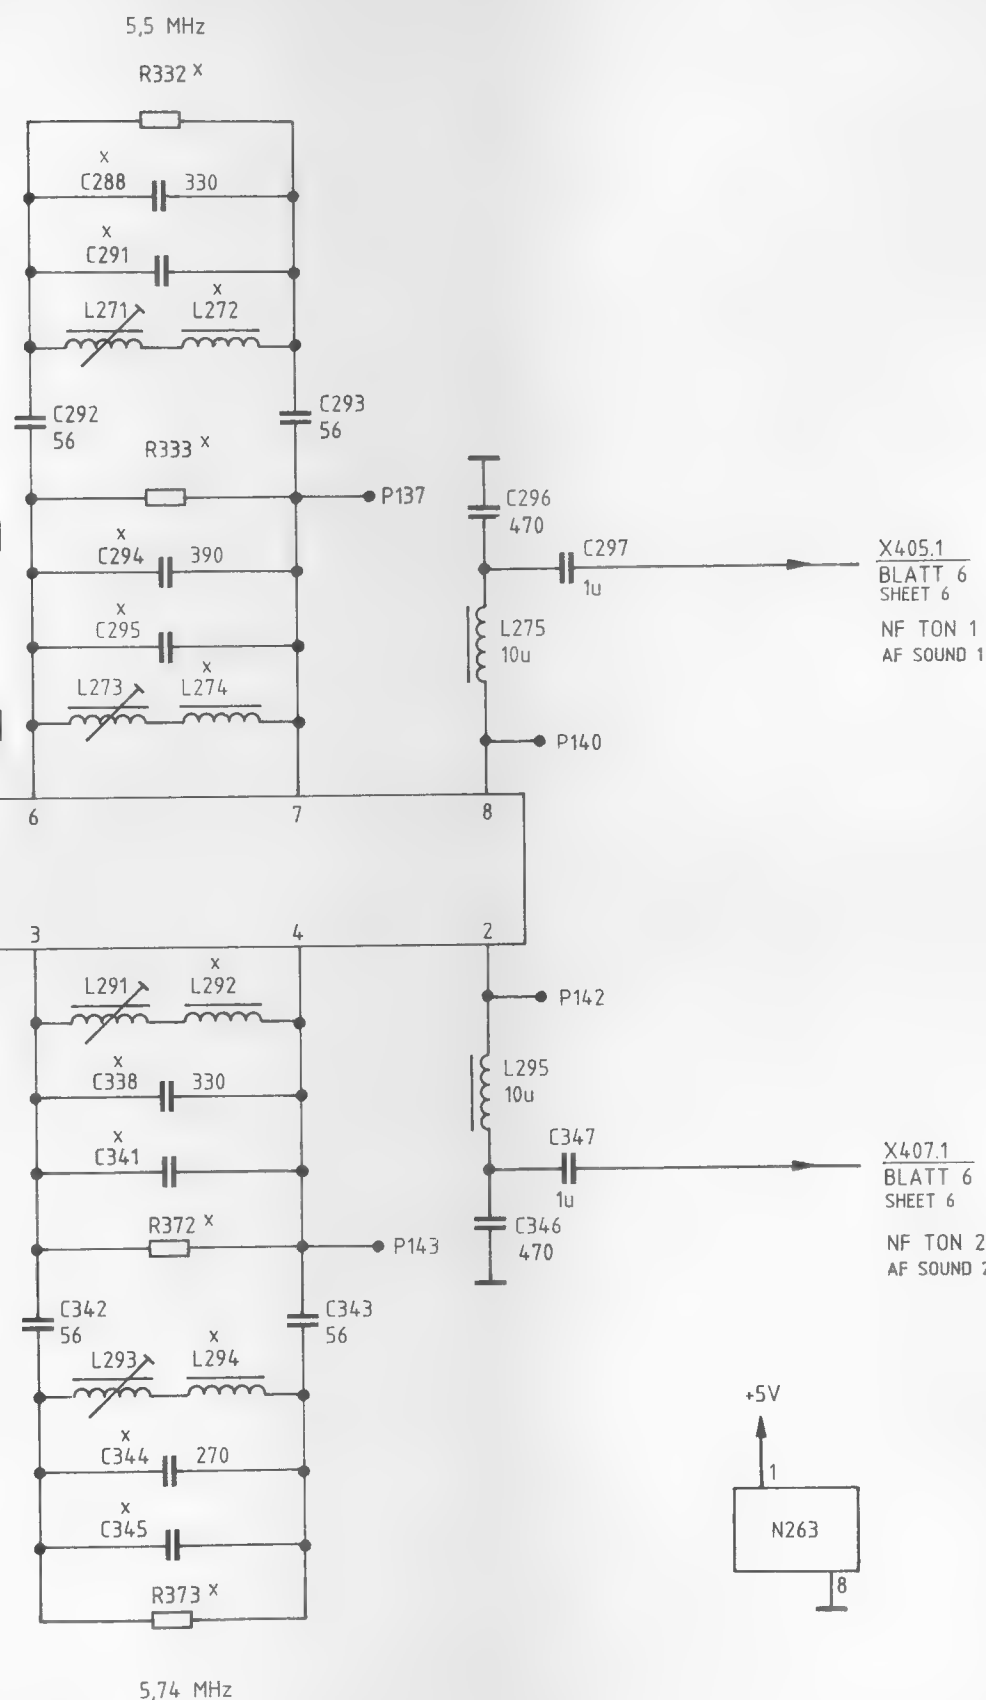 5,5 MHz
R332 x
x
C288 330
x
C291
x
L271 L272
C292
56
C293
56
R333 x
P137
x
C294 390
x
C295
x
L273 L274
C296
470
C297
1u
X405.1
BLATT 6
SHEET 6
NF TON 1
AF SOUND 1
L275
10u
P140
6 7 8
3 4 2
x
L291 L292
P142
x
C338 330
x
C341
R372 x
P143
L295
10u
C347
1u
X407.1
BLATT 6
SHEET 6
C346
470
NF TON 2
AF SOUND 2
C342
56
C343
56
x
L293 L294
x
C344 270
x
C345
R373 x
+5V
1
N263
8
5,74 MHz